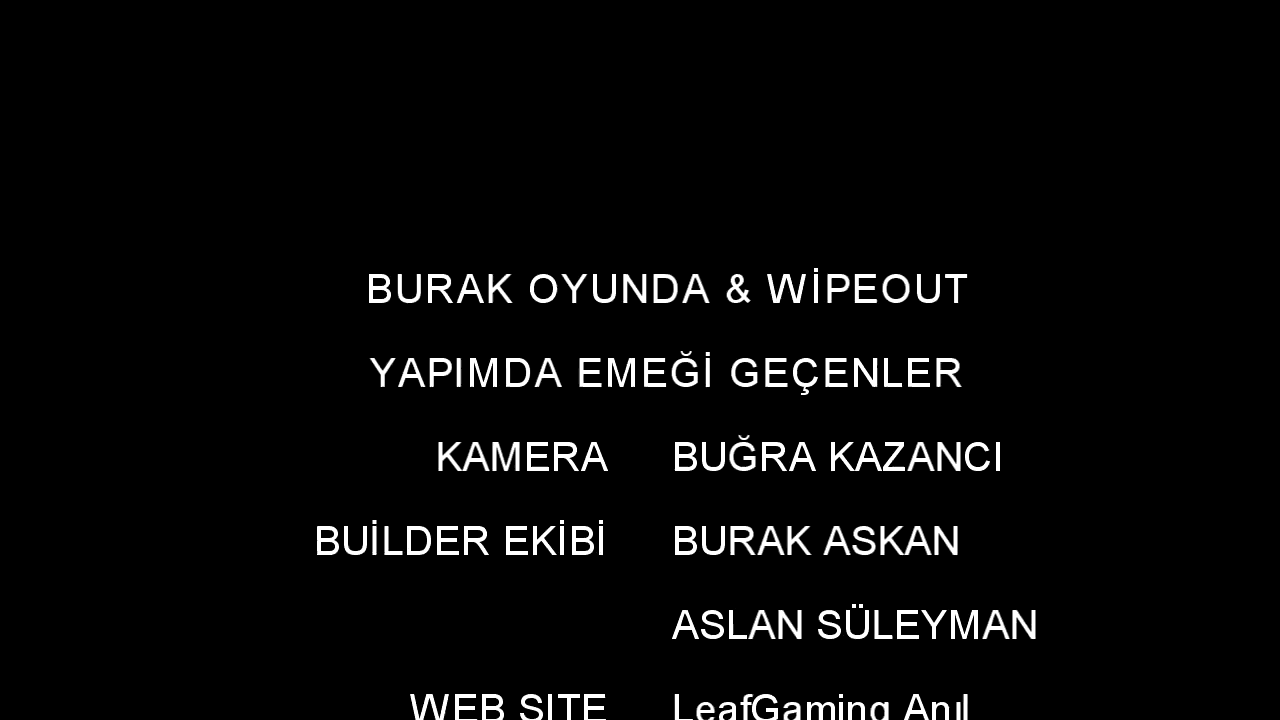 BURAK OYUNDA & WİPEOUT
YAPIMDA EMEĞİ GEÇENLER
KAMERA BUĞRA KAZANCI
BUİLDER EKİBİ BURAK ASKAN
ASLAN SÜLEYMAN
WEB SITE LeafGaming Anıl